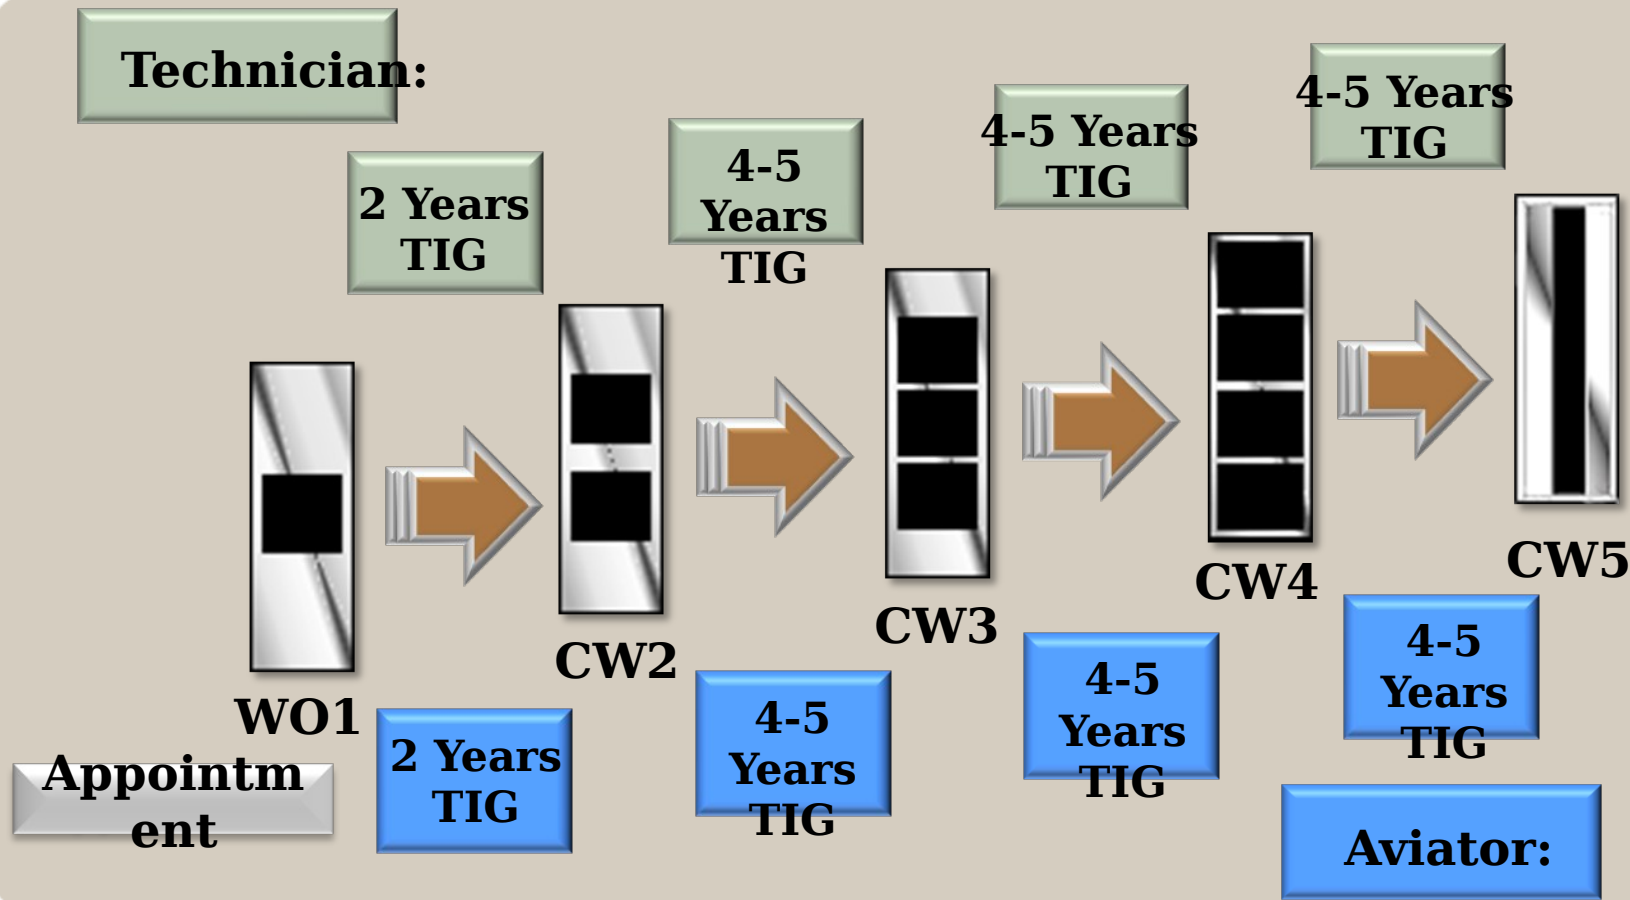 Technician:
4-5 Years
TIG
4-5 Years
TIG
4-5
Years
TIG
2 Years
TIG
CW5
CW4
CW3
CW2
WO1
4-5
Years
TIG
4-5
Years
TIG
4-5
Years
TIG
2 Years
TIG
Appointm
ent
Aviator: